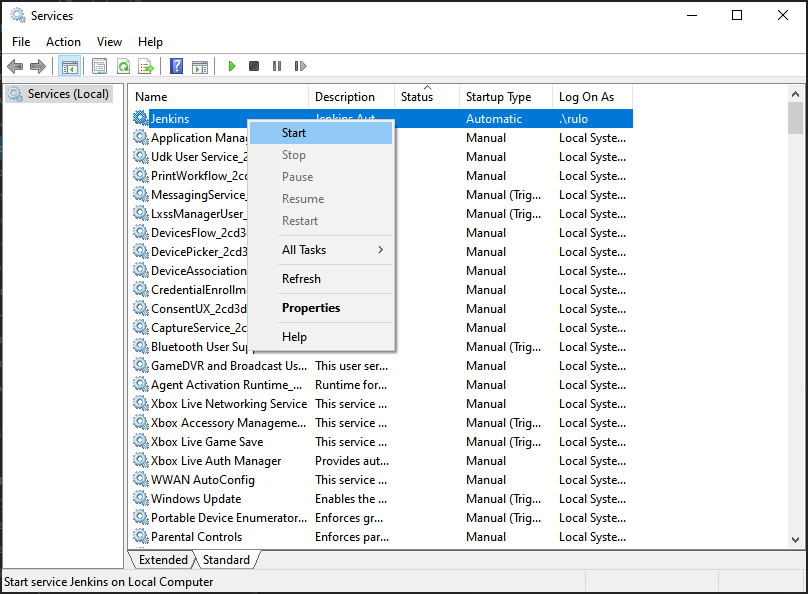 Services
File Action View Help
Services (Local)
Name Description Status Startup Type Log On As
Jenkins Jenkins Aut... Automatic .\rulo
Application Manag Manual Local Syste...
Udk User Service_2 Manual Local Syste...
PrintWorkflow_2cd Manual Local Syste...
MessagingService_ Manual (Trig... Local Syste...
LxssManagerUser_ Manual Local Syste...
DevicesFlow_2cd3 Manual Local Syste...
DevicePicker_2cd3 Manual Local Syste...
DeviceAssociation Manual Local Syste...
CredentialEnrollm Manual Local Syste...
ConsentUX_2cd3d Manual Local Syste...
CaptureService_2c Manual Local Syste...
Bluetooth User Sup Manual (Trig... Local Syste...
GameDVR and Broadcast Us... This user ser... Manual Local Syste...
Agent Activation Runtime_... Runtime for... Manual Local Syste...
Xbox Live Networking Service This service ... Manual Local Syste...
Xbox Accessory Manageme... This service ... Manual (Trig... Local Syste...
Xbox Live Game Save This service ... Manual (Trig... Local Syste...
Xbox Live Auth Manager Provides aut... Manual Local Syste...
WWAN AutoConfig This service ... Manual Local Syste...
Windows Update Enables the ... Manual (Trig... Local Syste...
Portable Device Enumerator... Enforces gr... Manual (Trig... Local Syste...
Parental Controls Enforces par... Manual Local Syste...
Start
Stop
Pause
Resume
Restart
All Tasks
Refresh
Properties
Help
Extended Standard
Start service Jenkins on Local Computer